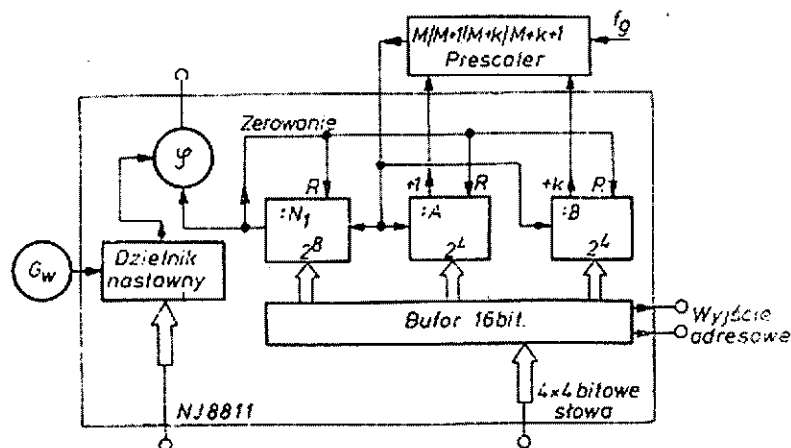 M/M+1/M+k/M+k+1
Prescaler
fg
Zerowanie
φ
R
+1
R
+k
R
:N1
2^8
:A
2^4
:B
2^4
Gw
Dzielnik
nastawny
Bufor 16bit.
Wyjście
adresowe
NJ8811
4×4 bitowe
słowa